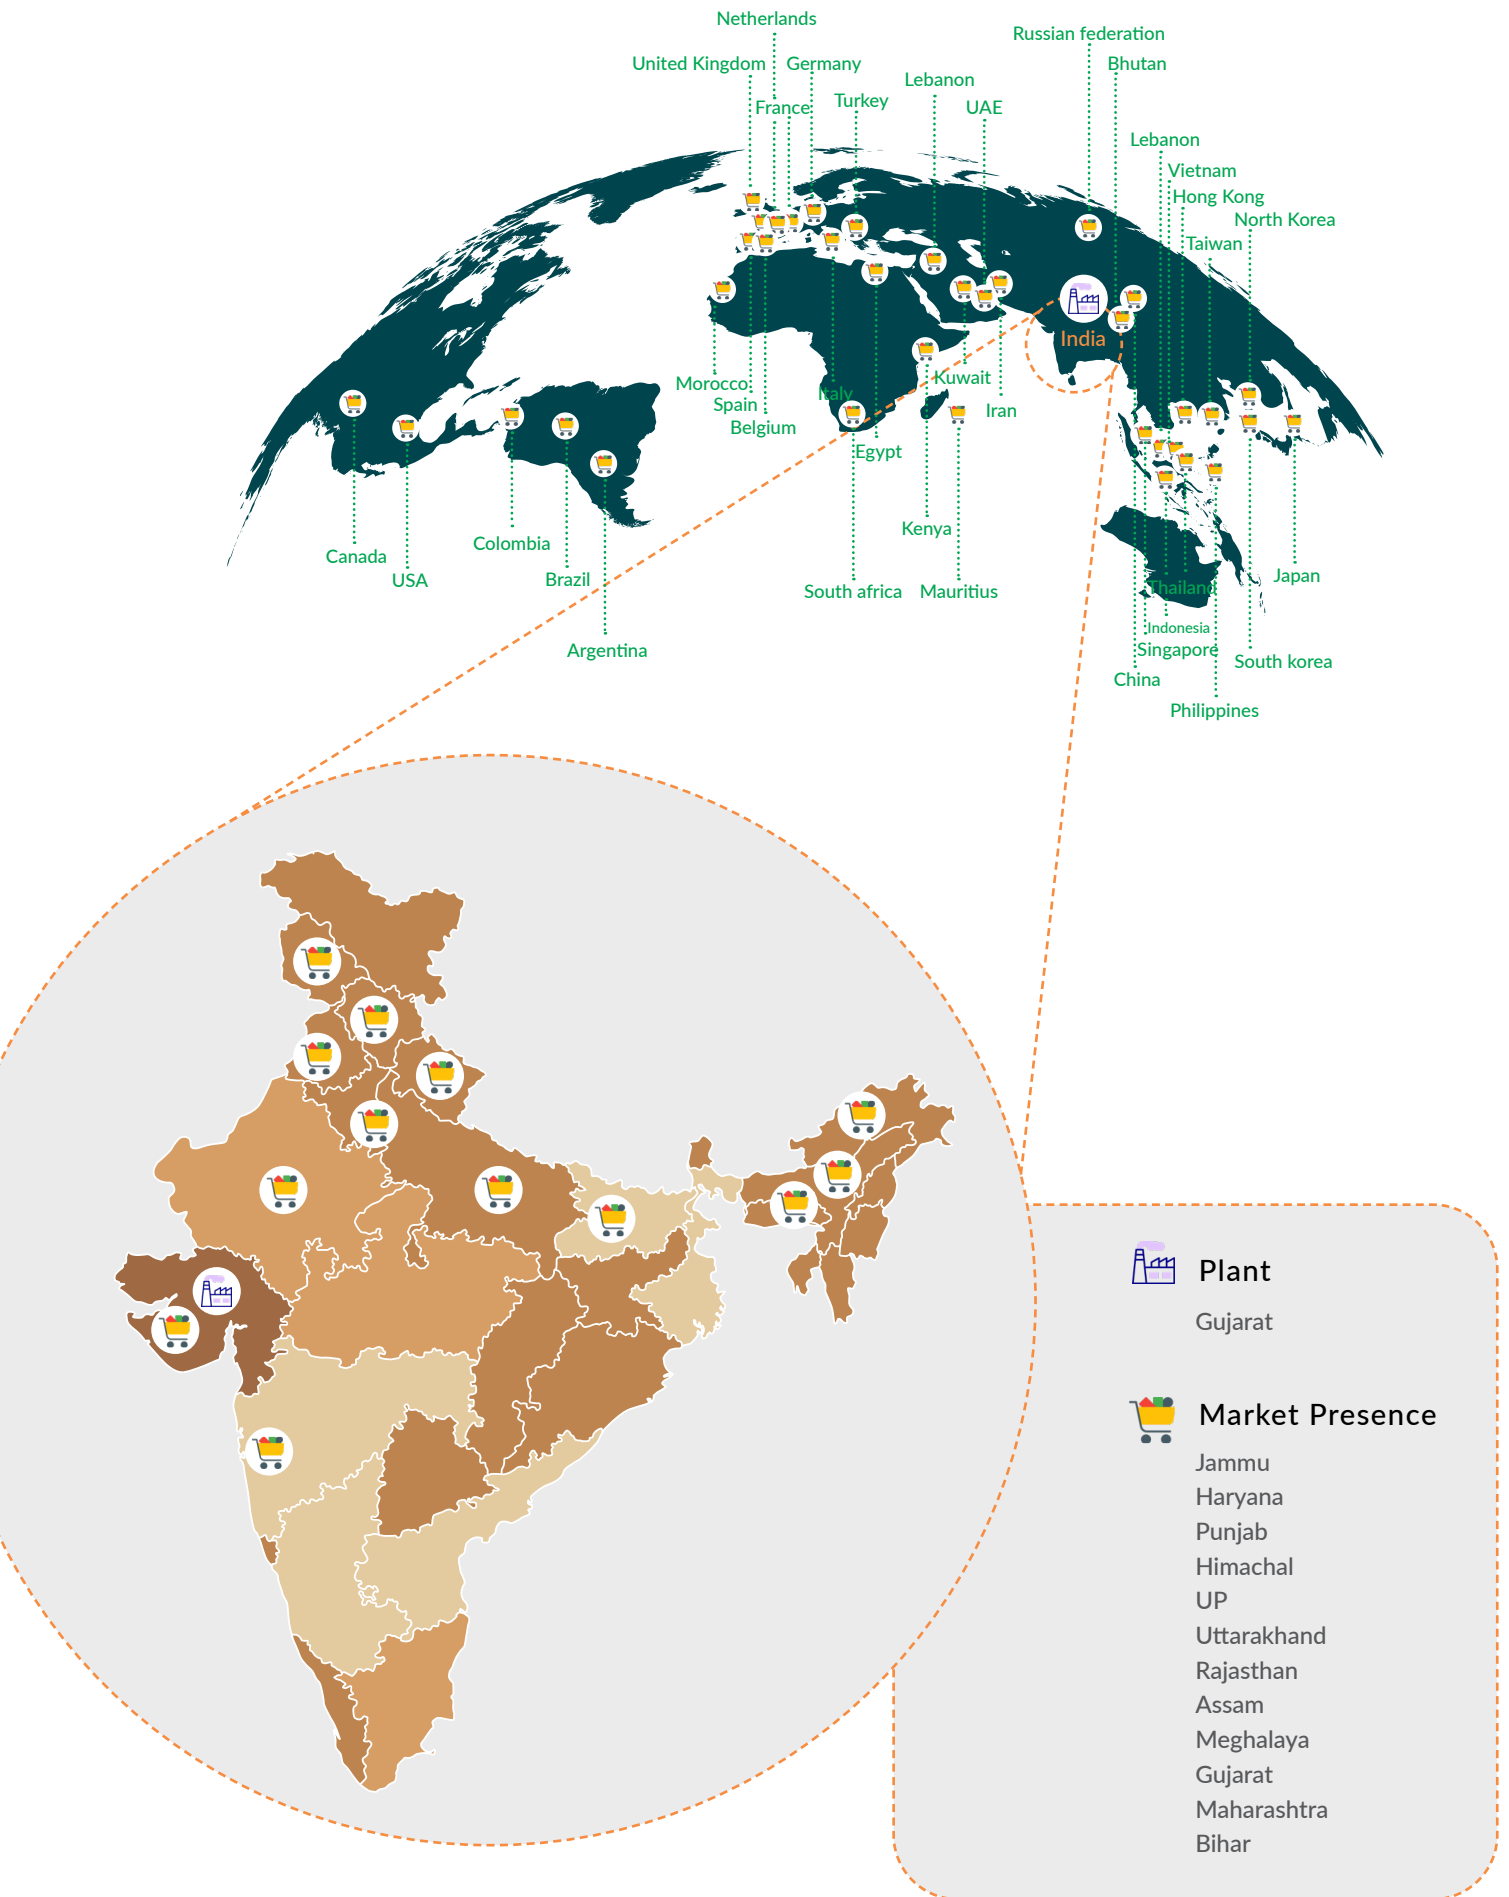 Netherlands
Russian federation
United Kingdom
Germany
Bhutan
Lebanon
Turkey
France
UAE
Lebanon
Vietnam
Hong Kong
North Korea
Taiwan
India
Morocco
Kuwait
Italy
Spain
Iran
Belgium
Egypt
Kenya
Colombia
Canada
Japan
USA
Brazil
Thailand
South africa
Mauritius
Indonesia
Argentina
Singapore
South korea
China
Philippines
Plant
Gujarat
Market Presence
Jammu
Haryana
Punjab
Himachal
UP
Uttarakhand
Rajasthan
Assam
Meghalaya
Gujarat
Maharashtra
Bihar